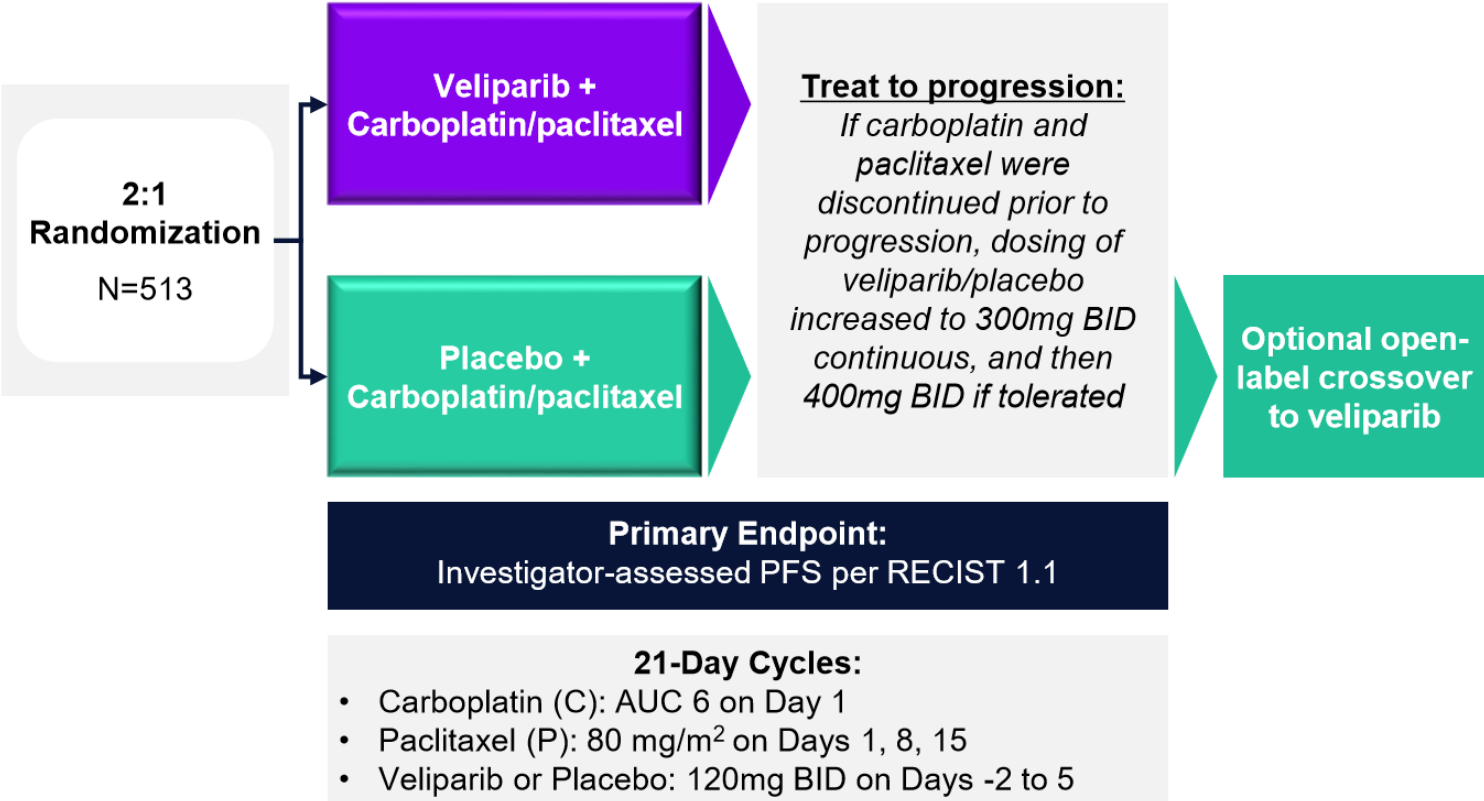 2:1
Randomization
N=513
Veliparib +
Carboplatin/paclitaxel
Placebo +
Carboplatin/paclitaxel
Treat to progression:
If carboplatin and
paclitaxel were
discontinued prior to
progression, dosing of
veliparib/placebo
increased to 300mg BID
continuous, and then
400mg BID if tolerated
Optional open-
label crossover
to veliparib
Primary Endpoint:
Investigator-assessed PFS per RECIST 1.1
21-Day Cycles:
• Carboplatin (C): AUC 6 on Day 1
• Paclitaxel (P): 80 mg/m² on Days 1, 8, 15
• Veliparib or Placebo: 120mg BID on Days -2 to 5